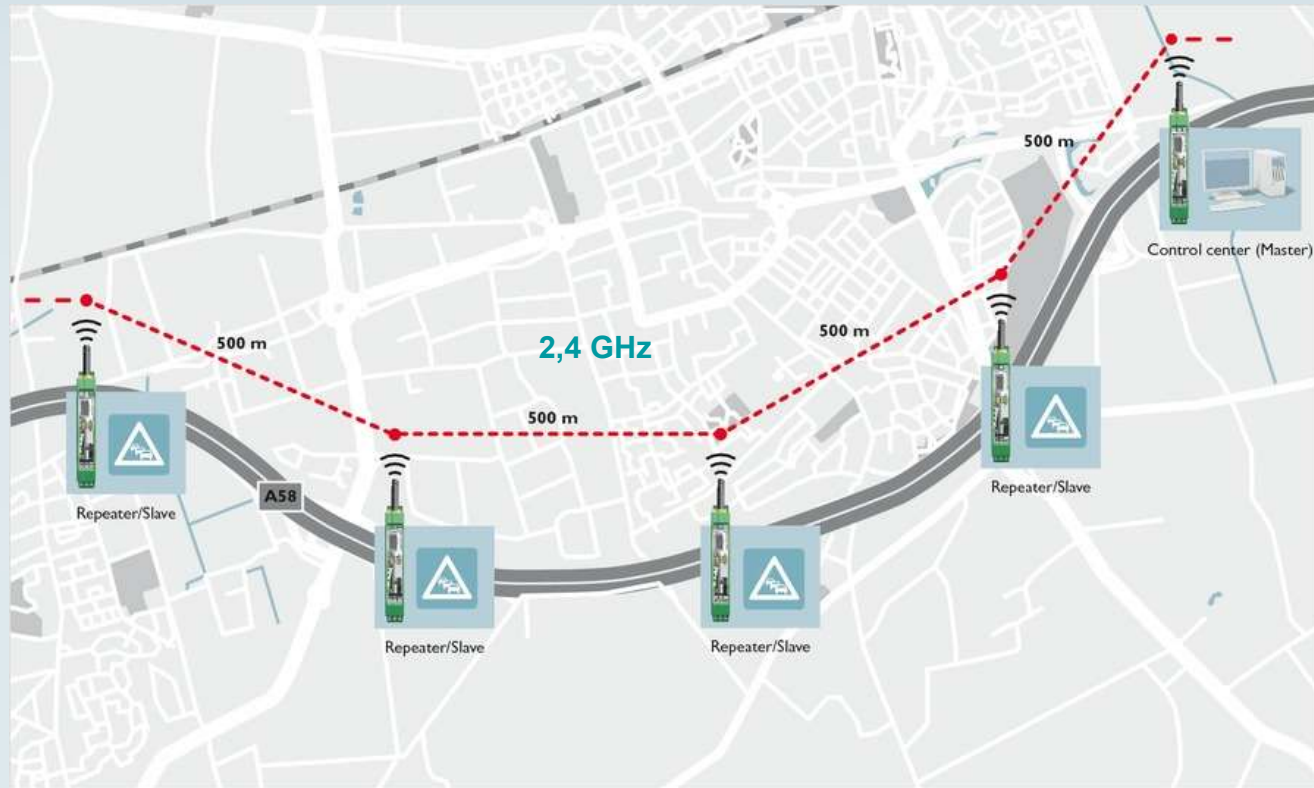 500 m
Control center (Master)
500 m
2,4 GHz
500 m
500 m
Repeater/Slave
A58
Repeater/Slave
Repeater/Slave
Repeater/Slave